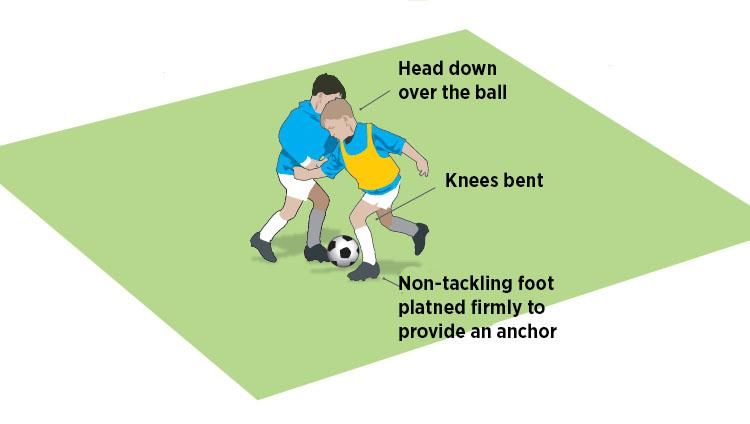 Head down
over the ball
Knees bent
Non-tackling foot
platned firmly to
provide an anchor